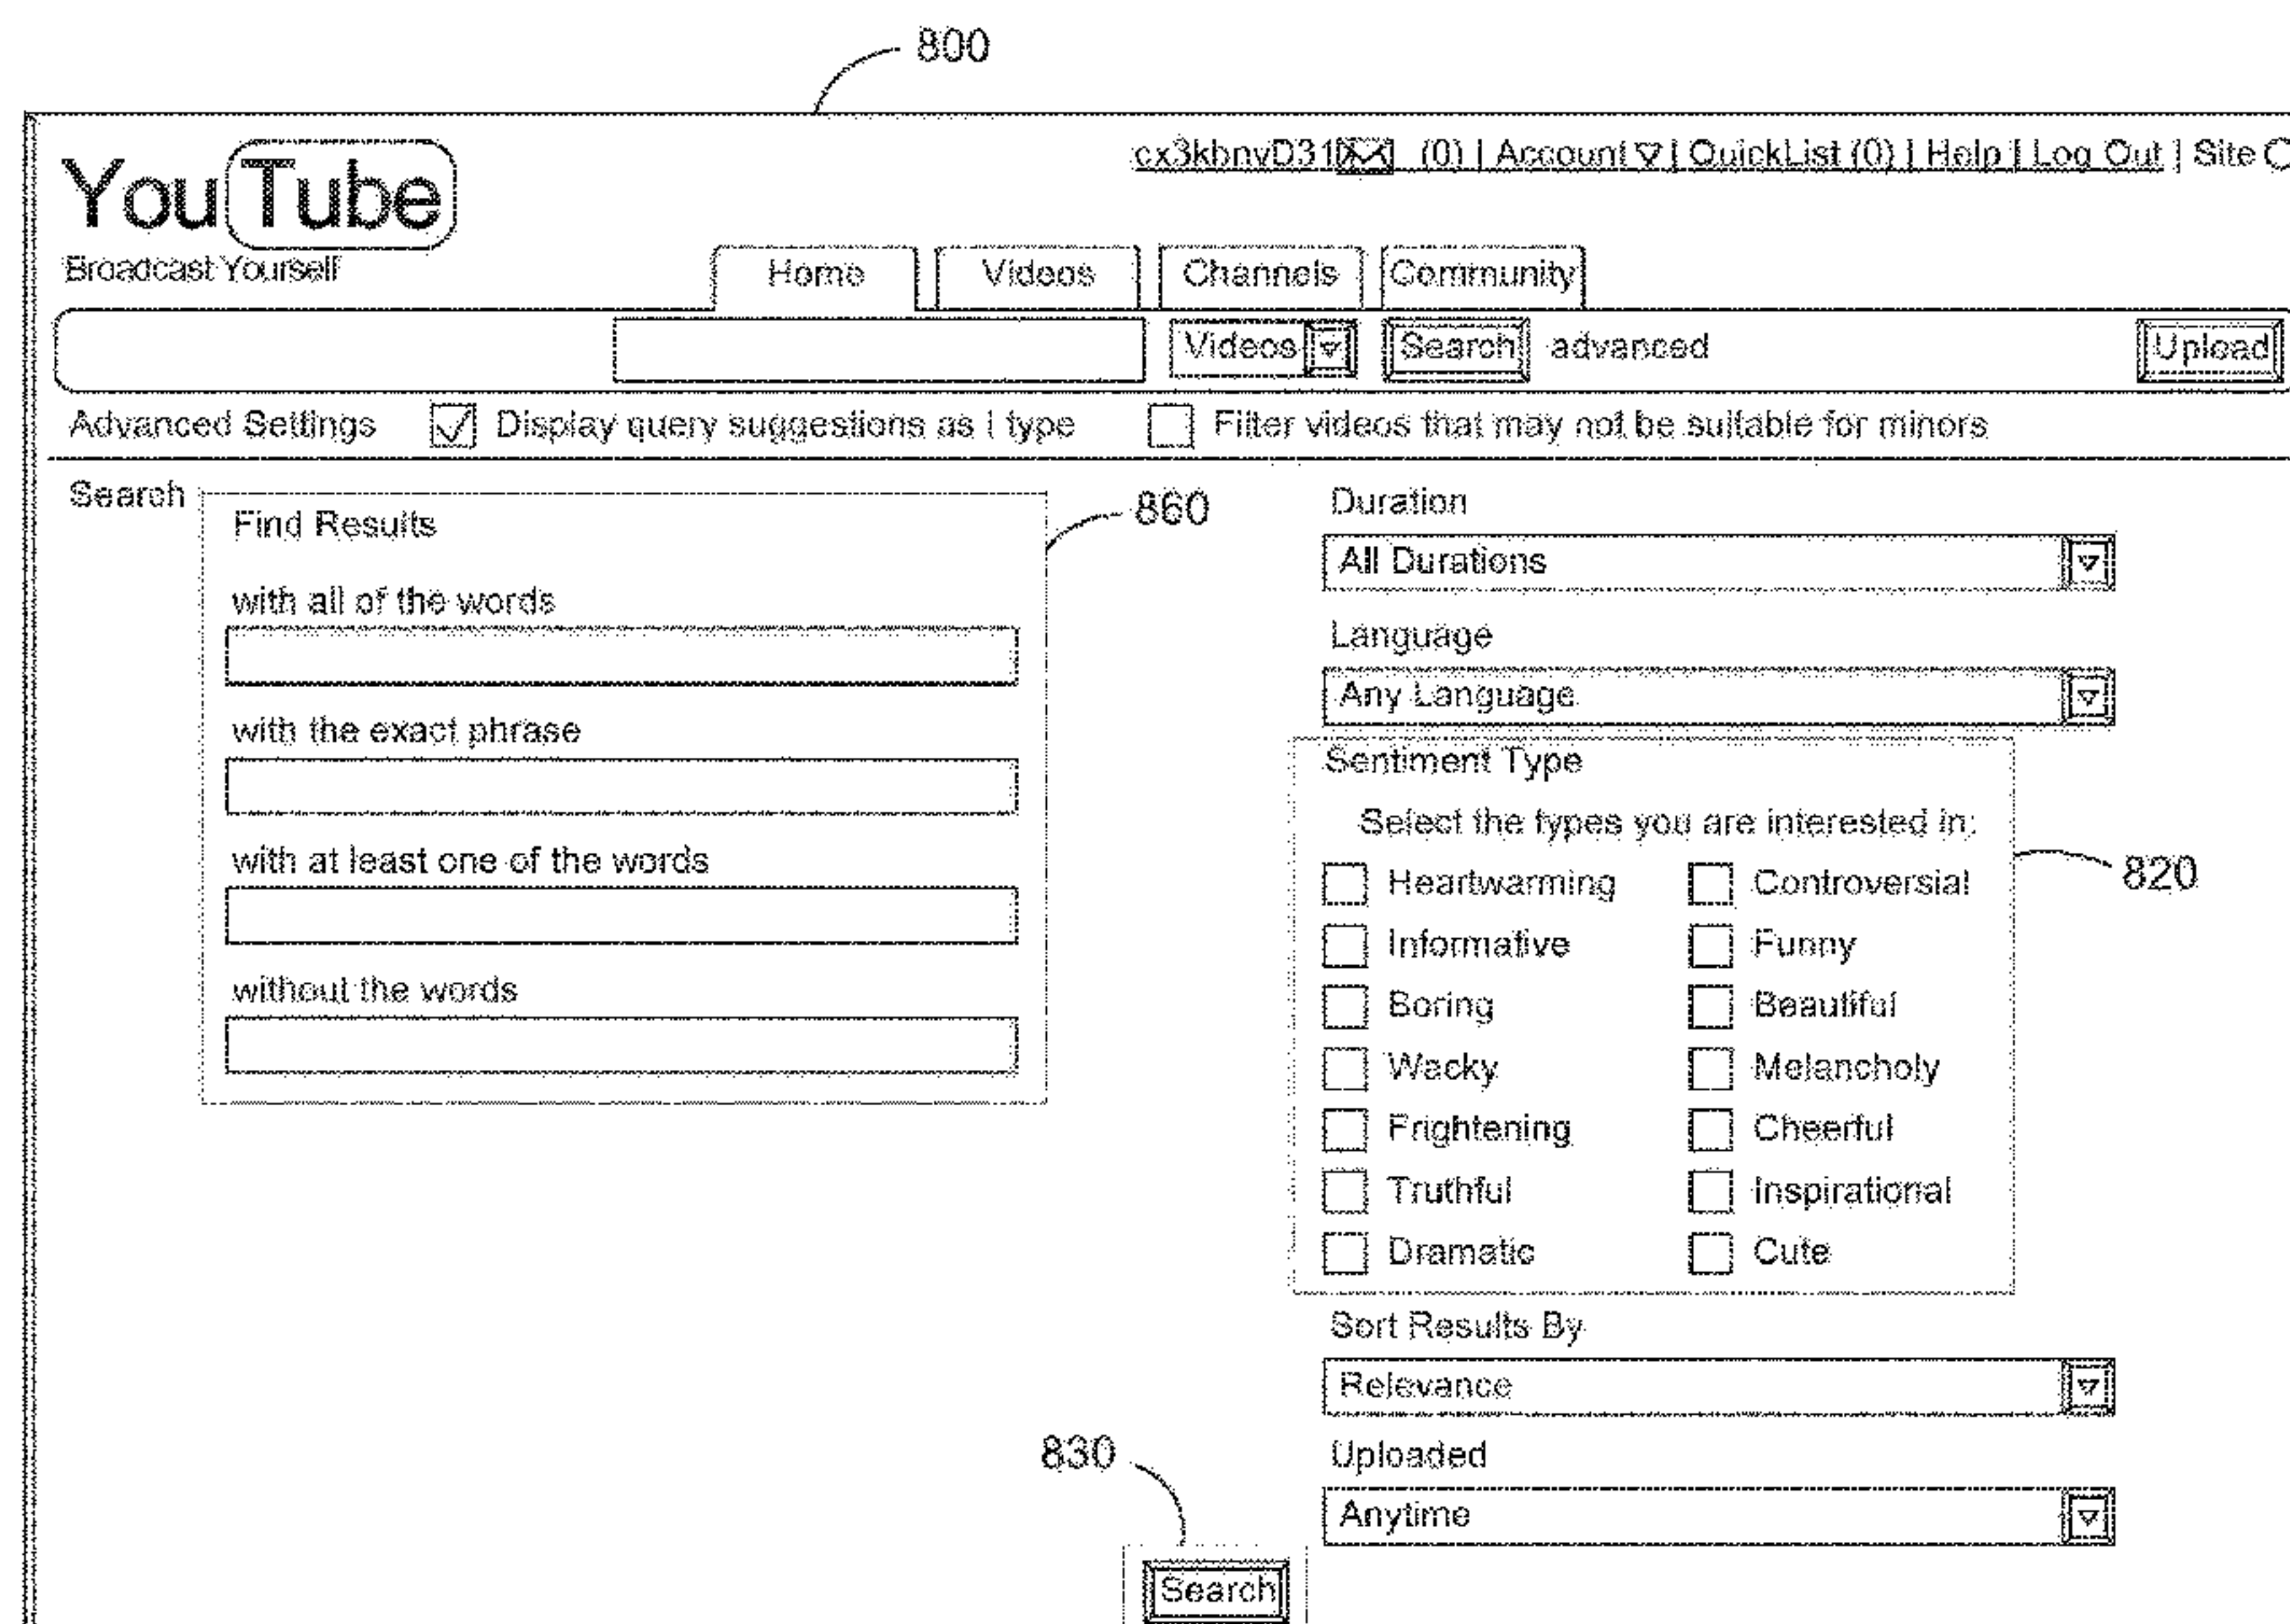 800
cx3kbnvD31 (0) | Account | QuickList (0) | Help | Log Out | Site
YouTube
Broadcast Yourself
Home Videos Channels Community
Videos Search advanced Upload
Advanced Settings Display query suggestions as I type Filter videos that may not be suitable for minors
Search
Find Results
860
with all of the words
with the exact phrase
with at least one of the words
without the words
Duration
All Durations
Language
Any Language
Sentiment Type
Select the types you are interested in:
820
Heartwarming Controversial
Informative Funny
Boring Beautiful
Wacky Melancholy
Frightening Cheerful
Truthful Inspirational
Dramatic Cute
Sort Results By
Relevance
Uploaded
Anytime
830
Search